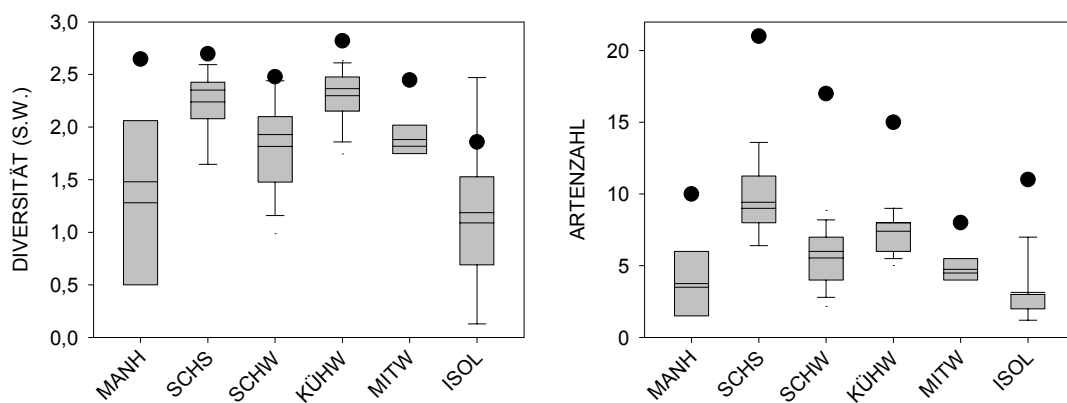 DIVERSITÄT (S.W.)
3,0
2,5
2,0
1,5
1,0
0,5
0,0
MANH
SCHS
SCHW
KÜHW
MITW
ISOL
ARTENZAHL
20
15
10
5
0
MANH
SCHS
SCHW
KÜHW
MITW
ISOL